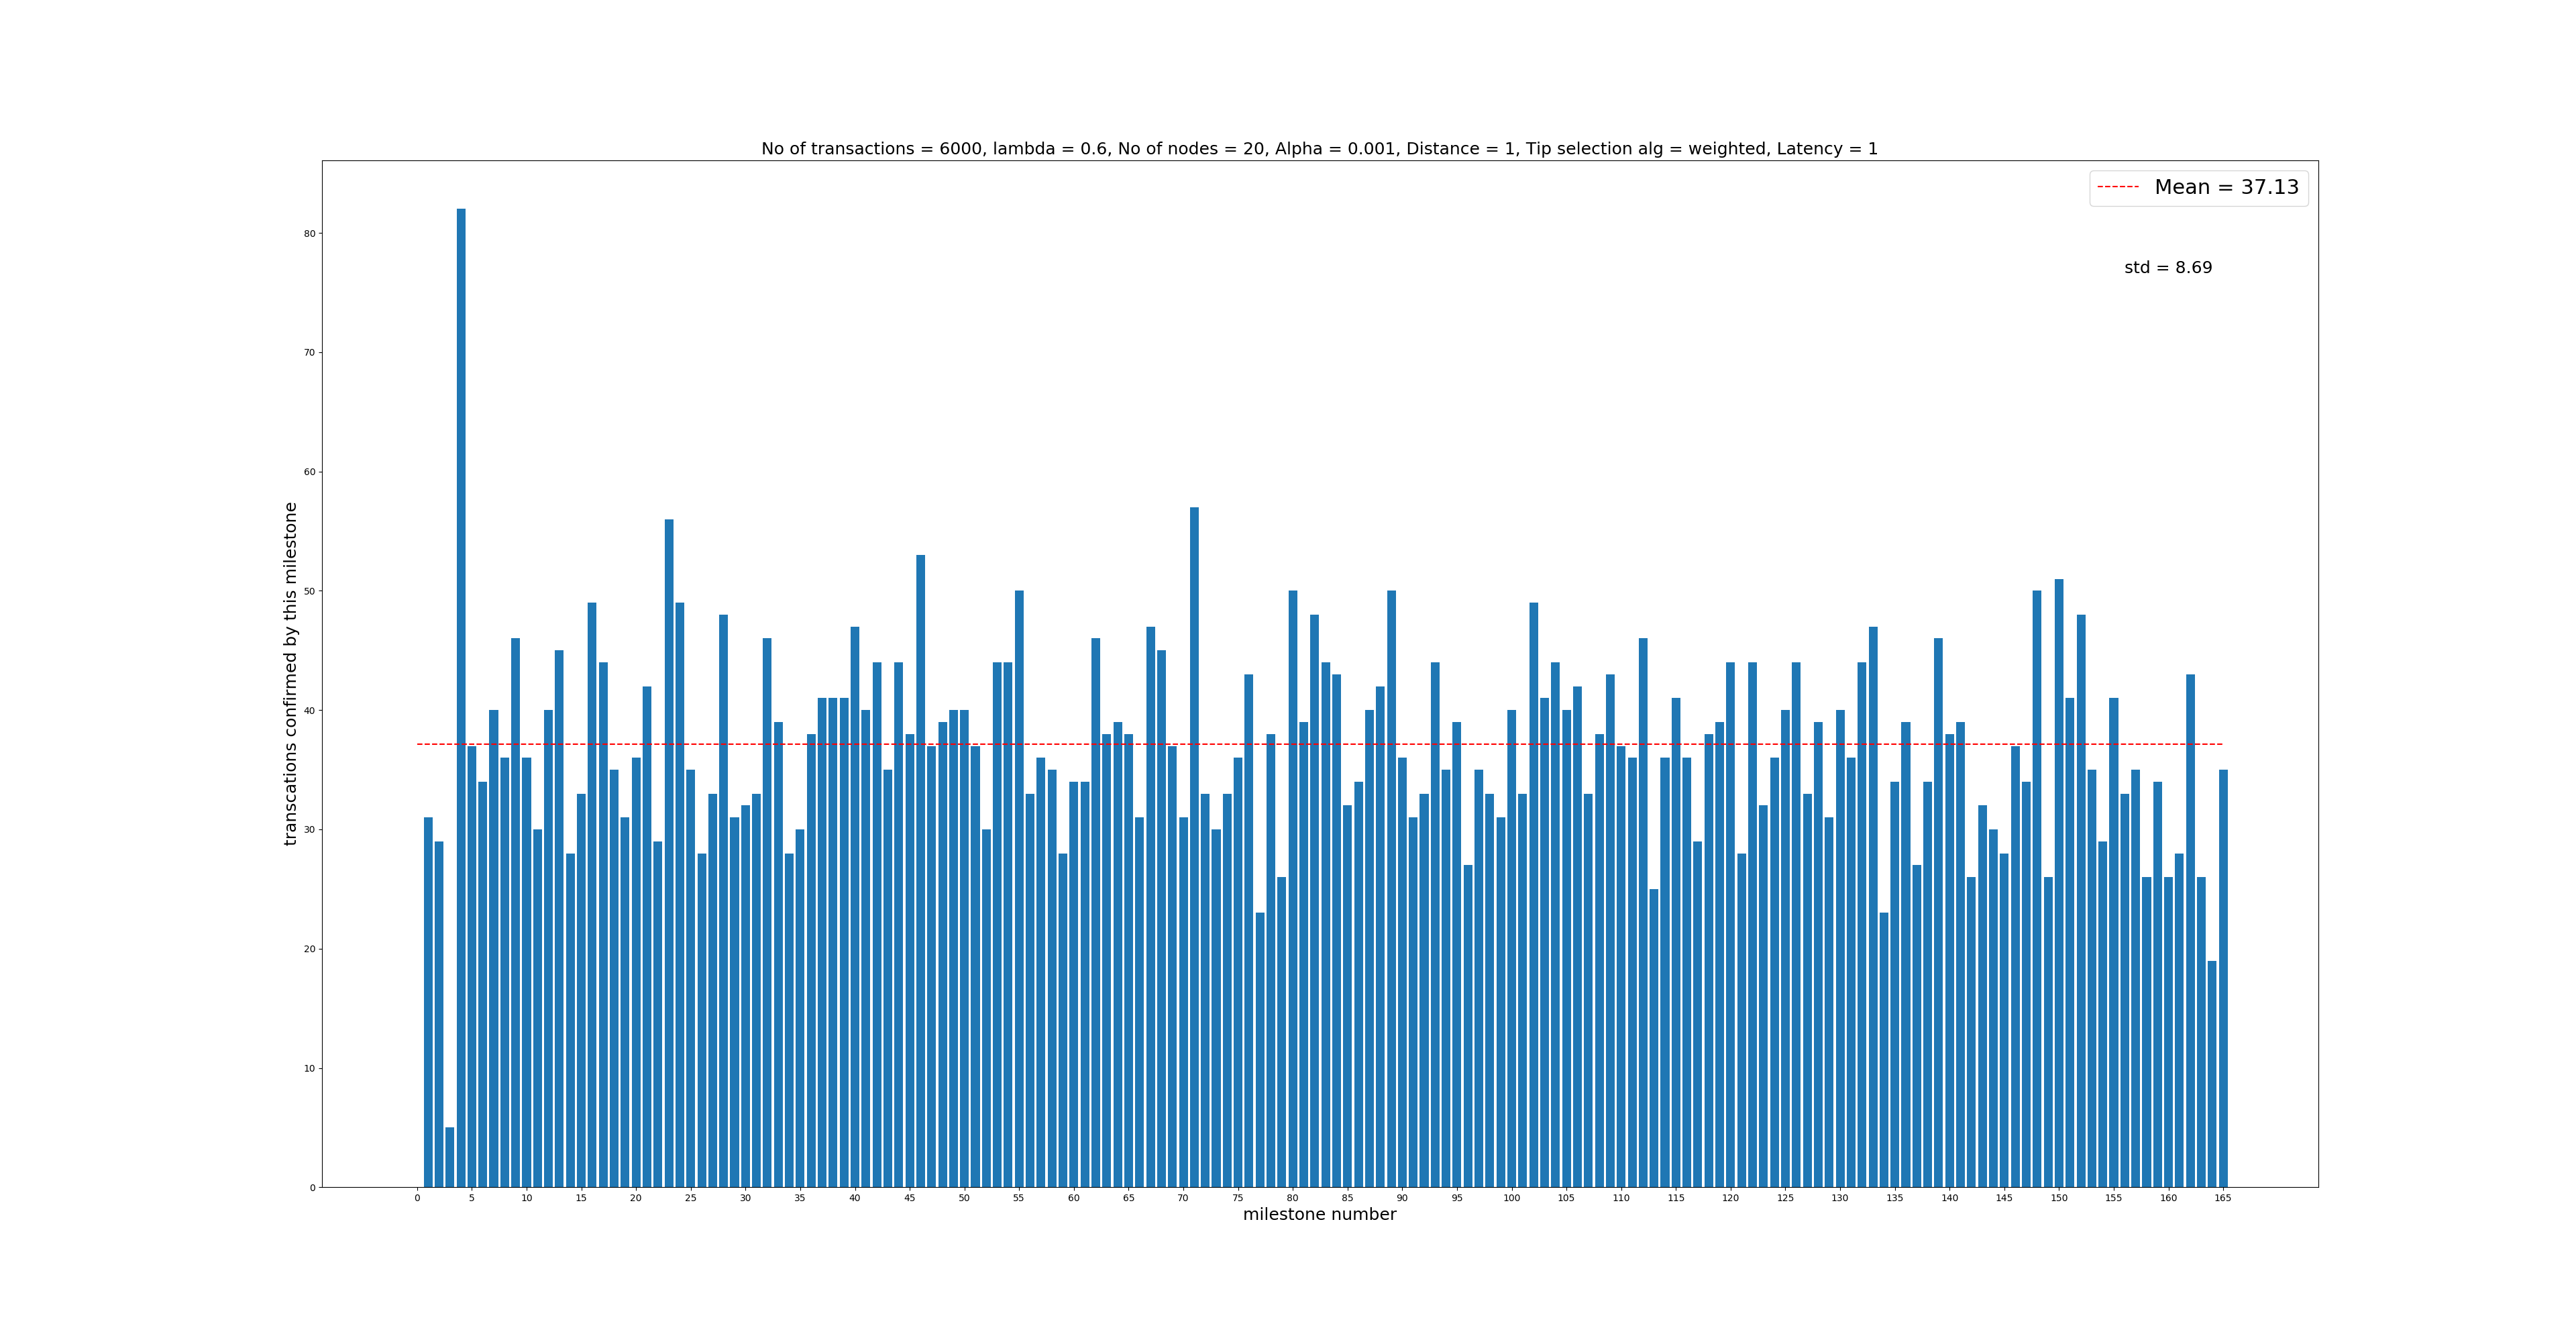 No of transactions = 6000, lambda = 0.6, No of nodes = 20, Alpha = 0.001, Distance = 1, Tip selection alg = weighted, Latency = 1
Mean = 37.13
std = 8.69
transcations confirmed by this milestone
80
70
60
50
40
30
20
10
0
0 5 10 15 20 25 30 35 40 45 50 55 60 65 70 75 80 85 90 95 100 105 110 115 120 125 130 135 140 145 150 155 160 165
milestone number